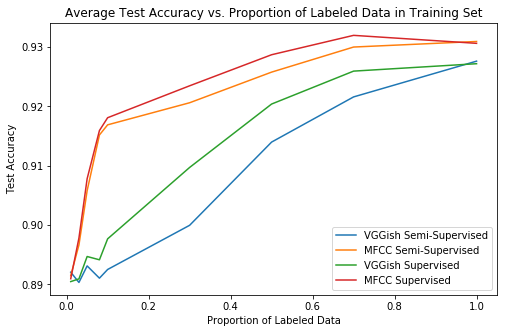 Average Test Accuracy vs. Proportion of Labeled Data in Training Set
Test Accuracy
0.93
0.92
0.91
0.90
0.89
0.0
0.2
0.4
0.6
0.8
1.0
Proportion of Labeled Data
VGGish Semi-Supervised
MFCC Semi-Supervised
VGGish Supervised
MFCC Supervised